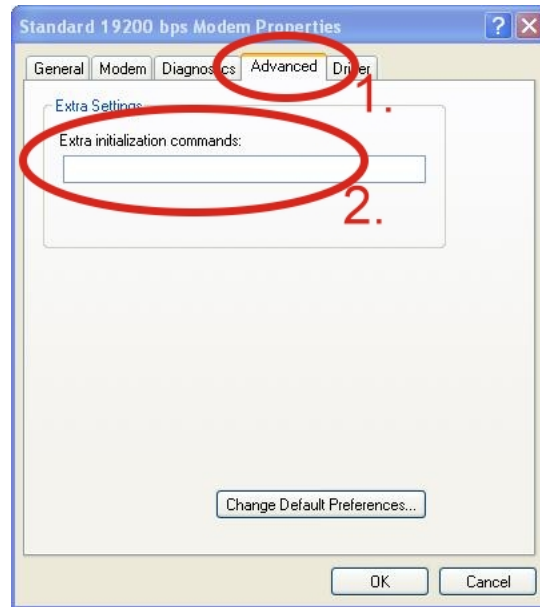 Standard 19200 bps Modem Properties
General Modem Diagnostics Advanced Driver
1.
Extra Settings
Extra initialization commands:
2.
Change Default Preferences...
OK Cancel